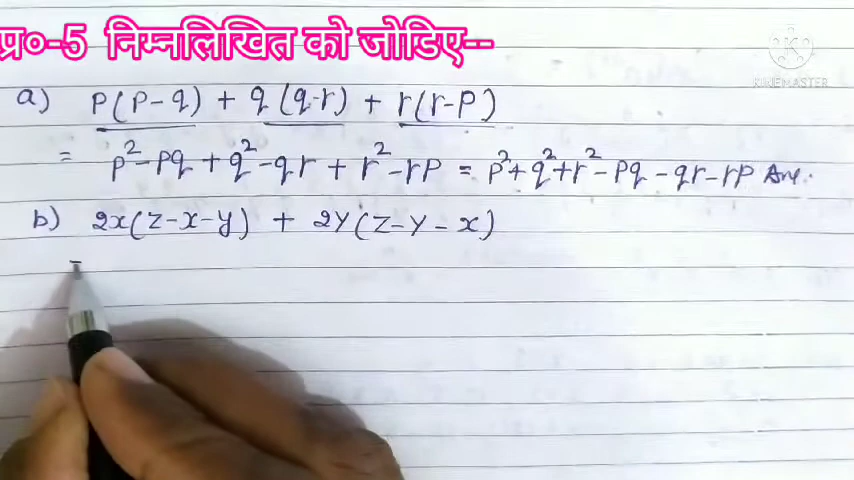 प्र०-5 निम्नलिखित को जोडिए--
KINEMASTER
a) p(p-q) + q(q-r) + r(r-p)
= p²-pq+q²-qr+r²-rp = p²+q²+r²-pq-qr-rp Ans.
b) 2x(z-x-y) + 2y(z-y-x)
=